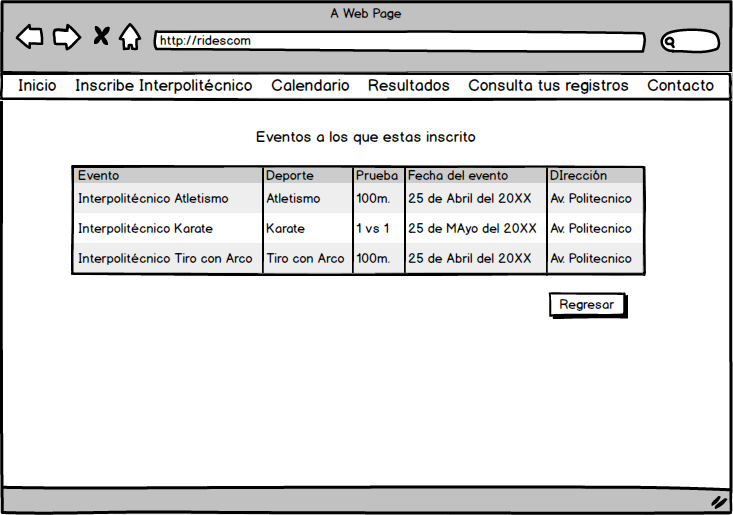 A Web Page
http://ridescom
Inicio Inscribe Interpolitécnico Calendario Resultados Consulta tus registros Contacto
Eventos a los que estas inscrito
Evento Deporte Prueba Fecha del evento DIrección
Interpolitécnico Atletismo Atletismo 100m. 25 de Abril del 20XX Av. Politecnico
Interpolitécnico Karate Karate 1 vs 1 25 de MAyo del 20XX Av. Politecnico
Interpolitécnico Tiro con Arco Tiro con Arco 100m. 25 de Abril del 20XX Av. Politecnico
Regresar